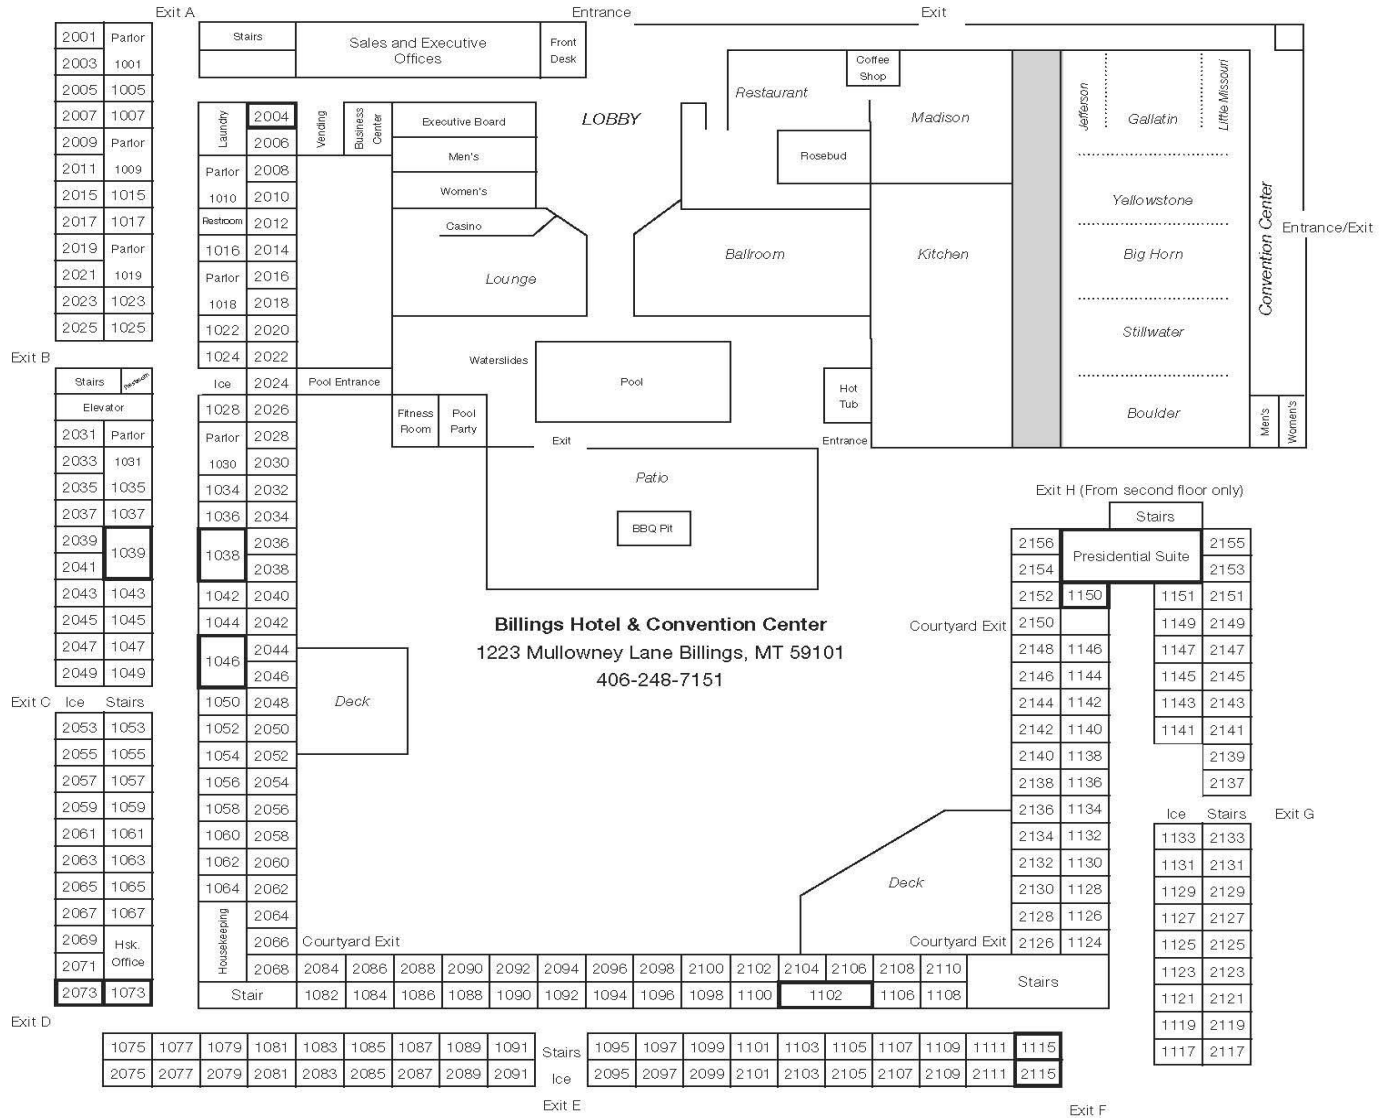 Exit A
Entrance
Exit
2001 Parlor
2003 1001
2005 1005
2007 1007
2009 Parlor
2011 1009
2015 1015
2017 1017
2019 Parlor
2021 1019
2023 1023
2025 1025
Exit B
Stairs
Restroom
Elevator
2031 Parlor
2033 1031
2035 1035
2037 1037
2039
1039
2041
2043 1043
2045 1045
2047 1047
2049 1049
Exit C Ice Stairs
2053 1053
2055 1055
2057 1057
2059 1059
2061 1061
2063 1063
2065 1065
2067 1067
2069 Hsk.
2071 Office
2073 1073
Exit D
Stairs
Sales and Executive
Offices
Front
Desk
Laundry
2004
2006
Parlor 2008
1010 2010
Restroom 2012
1016 2014
Parlor 2016
1018 2018
1022 2020
1024 2022
Ice 2024 Pool Entrance
1028 2026
Parlor 2028
1030 2030
1034 2032
1036 2034
1038
2036
2038
1042 2040
1044 2042
1046
2044
2046
1050 2048
1052 2050
1054 2052
1056 2054
1058 2056
1060 2058
1062 2060
1064 2062
Housekeeping
2064
2066 Courtyard Exit
2068
Stair
Vending
Business
Center
Executive Board
Men's
Women's
Casino
Lounge
LOBBY
Restaurant
Coffee
Shop
Rosebud
Madison
Ballroom
Kitchen
Jefferson
Gallatin
Little Missouri
Yellowstone
Big Horn
Stillwater
Boulder
Convention Center
Entrance/Exit
Men's
Women's
Waterslides
Pool
Hot
Tub
Fitness
Room
Pool
Party
Exit
Entrance
Patio
BBQ Pit
Billings Hotel & Convention Center
1223 Mullowney Lane Billings, MT 59101
406-248-7151
Deck
Deck
Exit H (From second floor only)
Stairs
Presidential Suite
2156
2154
2152 1150
Courtyard Exit 2150
2148 1146
2146 1144
2144 1142
2142 1140
2140 1138
2138 1136
2136 1134
2134 1132
2132 1130
2130 1128
2128 1126
Courtyard Exit 2126 1124
Stairs
2155
2153
1151 2151
1149 2149
1147 2147
1145 2145
1143 2143
1141 2141
2139
2137
Ice Stairs Exit G
1133 2133
1131 2131
1129 2129
1127 2127
1125 2125
1123 2123
1121 2121
1119 2119
1117 2117
2084 2086 2088 2090 2092 2094 2096 2098 2100 2102 2104 2106 2108 2110
1082 1084 1086 1088 1090 1092 1094 1096 1098 1100 1102 1106 1108
1075 1077 1079 1081 1083 1085 1087 1089 1091 Stairs 1095 1097 1099 1101 1103 1105 1107 1109 1111 1115
2075 2077 2079 2081 2083 2085 2087 2089 2091 Ice 2095 2097 2099 2101 2103 2105 2107 2109 2111 2115
Exit E
Exit F